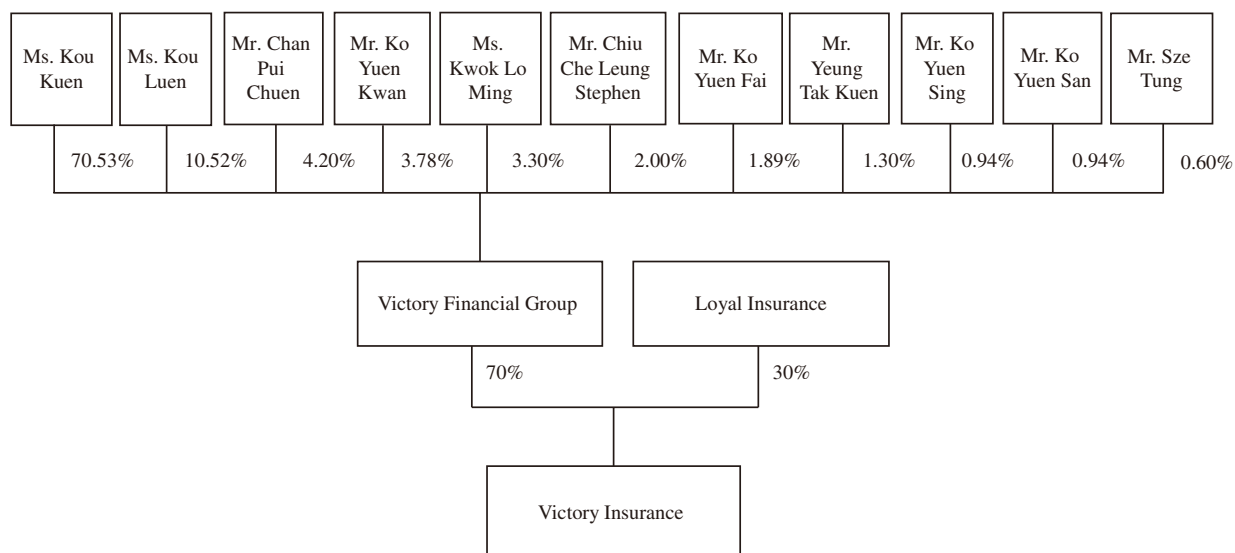 Ms. Kou
Kuen
Ms. Kou
Luen
Mr. Chan
Pui
Chuen
Mr. Ko
Yuen
Kwan
Ms.
Kwok Lo
Ming
Mr. Chiu
Che Leung
Stephen
Mr. Ko
Yuen Fai
Mr.
Yeung
Tak Kuen
Mr. Ko
Yuen
Sing
Mr. Ko
Yuen San
Mr. Sze
Tung
70.53%
10.52%
4.20%
3.78%
3.30%
2.00%
1.89%
1.30%
0.94%
0.94%
0.60%
Victory Financial Group
Loyal Insurance
70%
30%
Victory Insurance